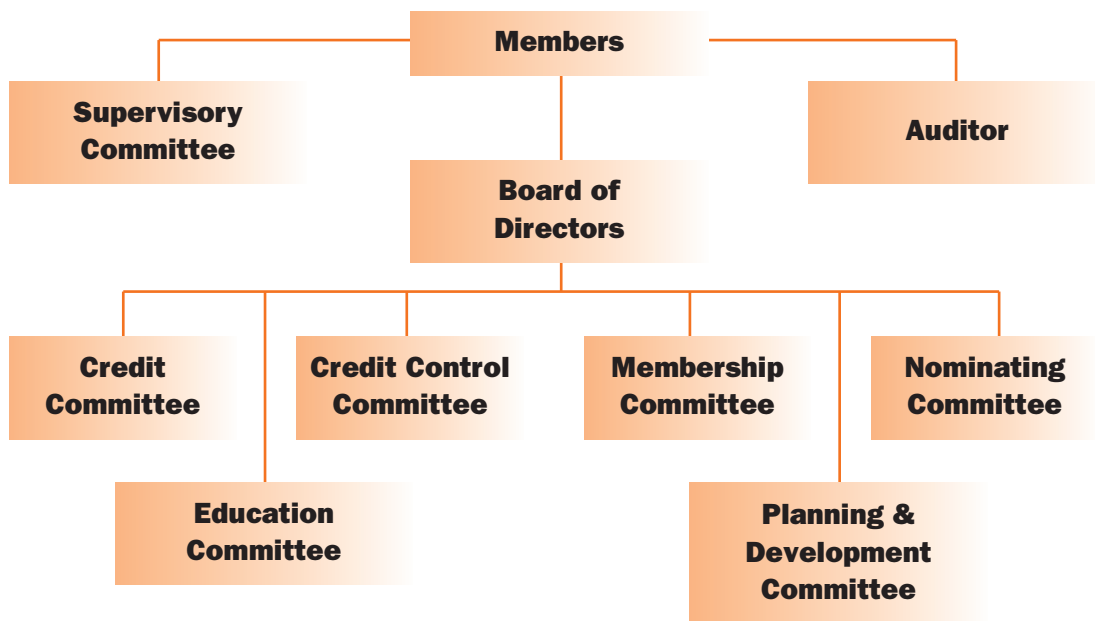 Members
Supervisory
Committee
Auditor
Board of
Directors
Credit
Committee
Credit Control
Committee
Membership
Committee
Nominating
Committee
Education
Committee
Planning &
Development
Committee